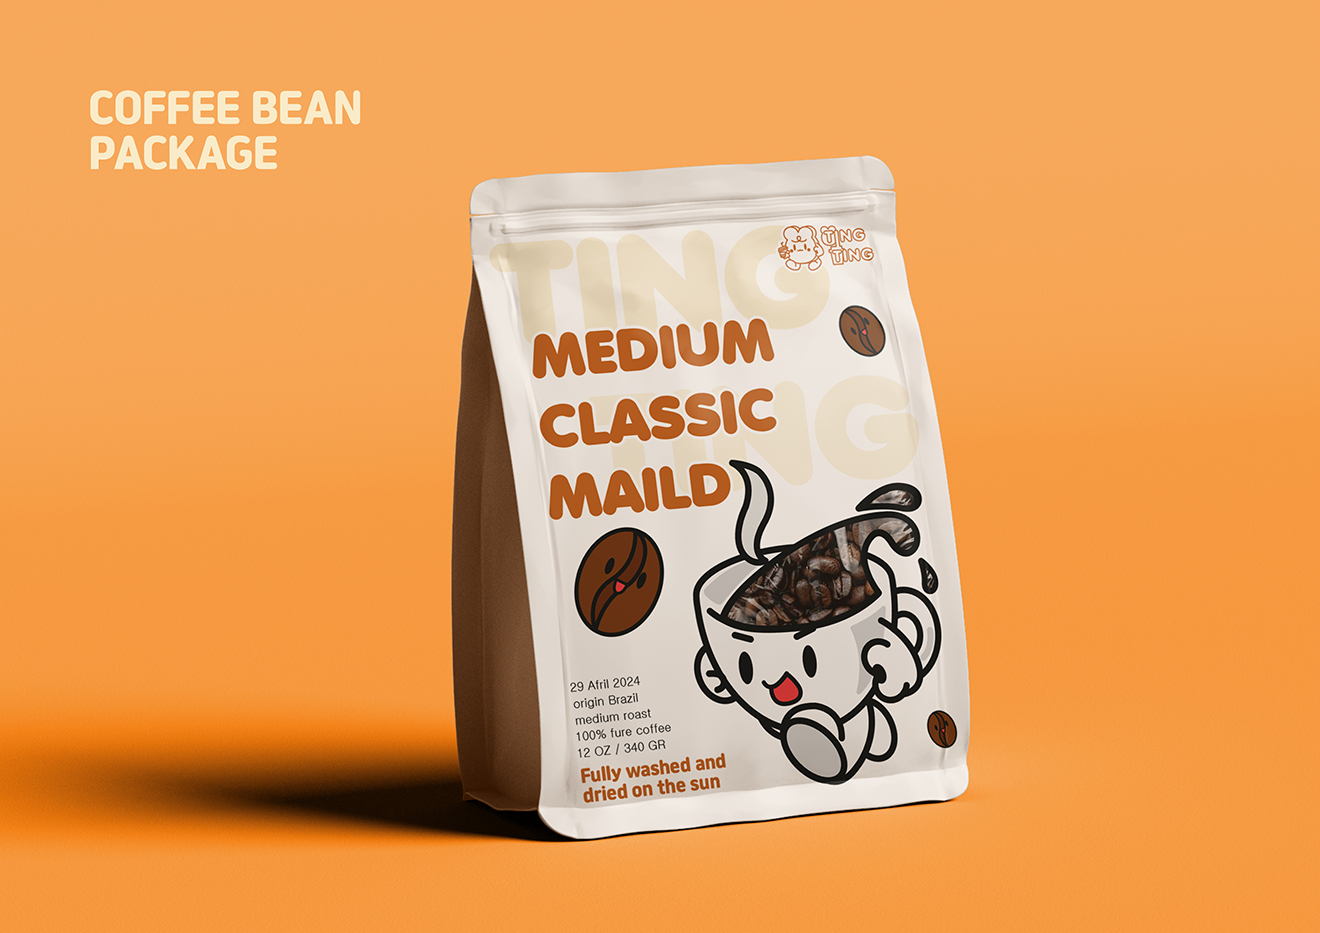 COFFEE BEAN
PACKAGE
TING
TING
TING
TING
MEDIUM
CLASSIC
MAILD
29 Afril 2024
origin Brazil
medium roast
100% fure coffee
12 OZ / 340 GR
Fully washed and
dried on the sun